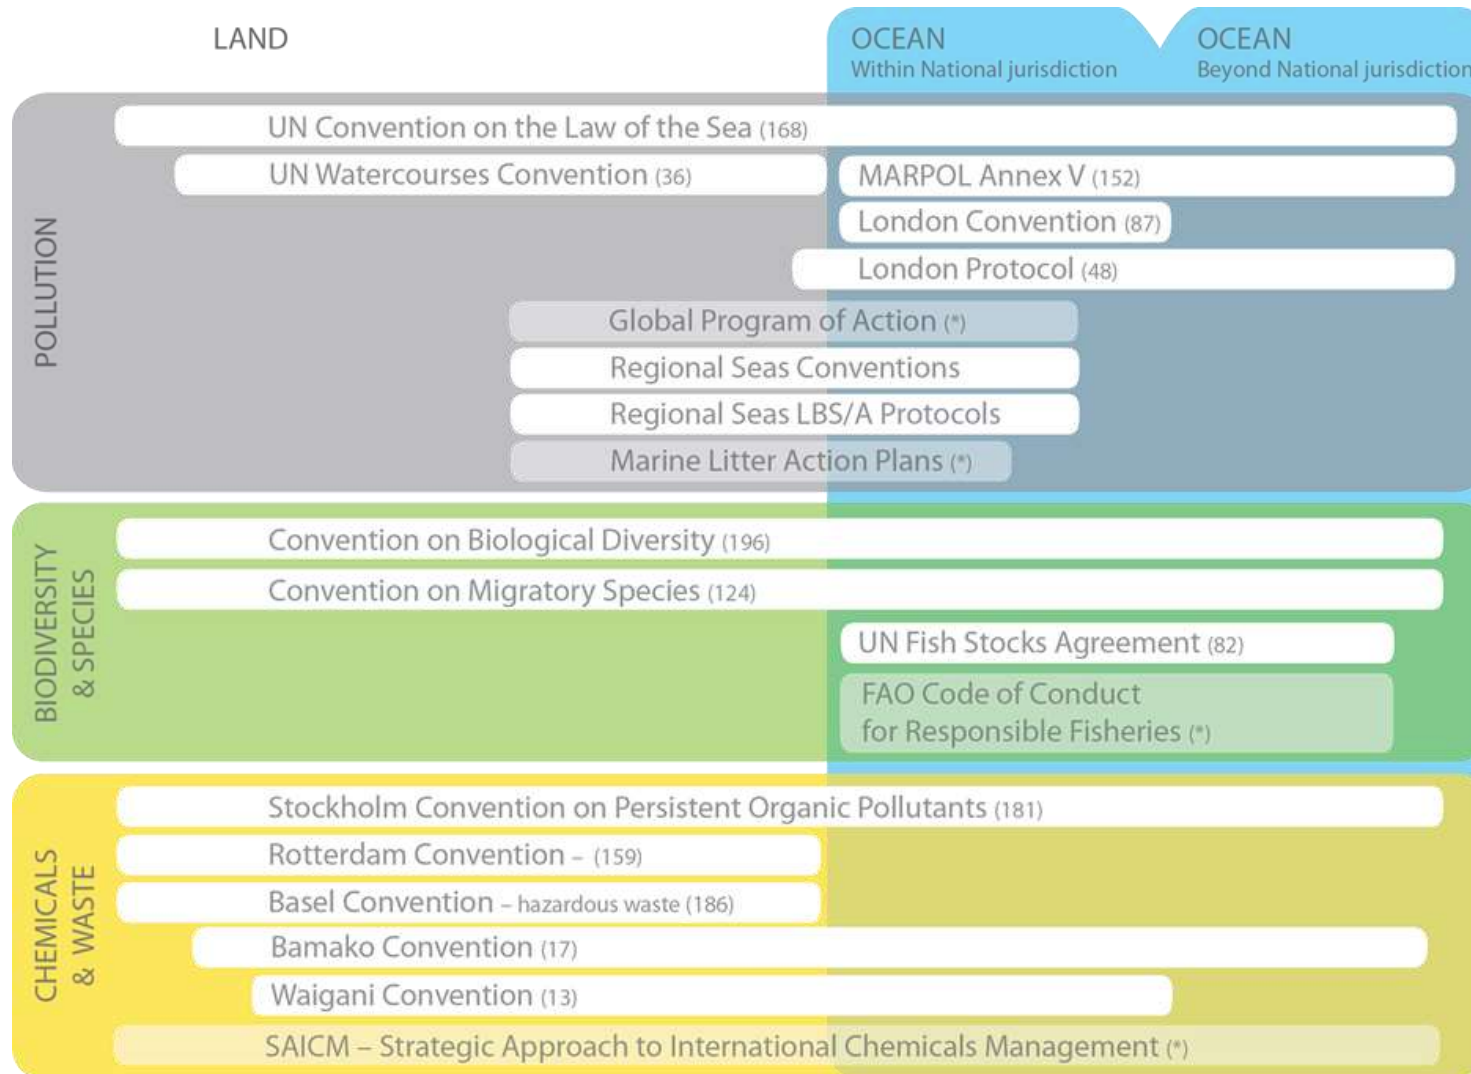 LAND
OCEAN
Within National jurisdiction
OCEAN
Beyond National jurisdiction
POLLUTION
UN Convention on the Law of the Sea (168)
UN Watercourses Convention (36)
MARPOL Annex V (152)
London Convention (87)
London Protocol (48)
Global Program of Action (*)
Regional Seas Conventions
Regional Seas LBS/A Protocols
Marine Litter Action Plans (*)
BIODIVERSITY
& SPECIES
Convention on Biological Diversity (196)
Convention on Migratory Species (124)
UN Fish Stocks Agreement (82)
FAO Code of Conduct
for Responsible Fisheries (*)
CHEMICALS
& WASTE
Stockholm Convention on Persistent Organic Pollutants (181)
Rotterdam Convention – (159)
Basel Convention – hazardous waste (186)
Bamako Convention (17)
Waigani Convention (13)
SAICM – Strategic Approach to International Chemicals Management (*)